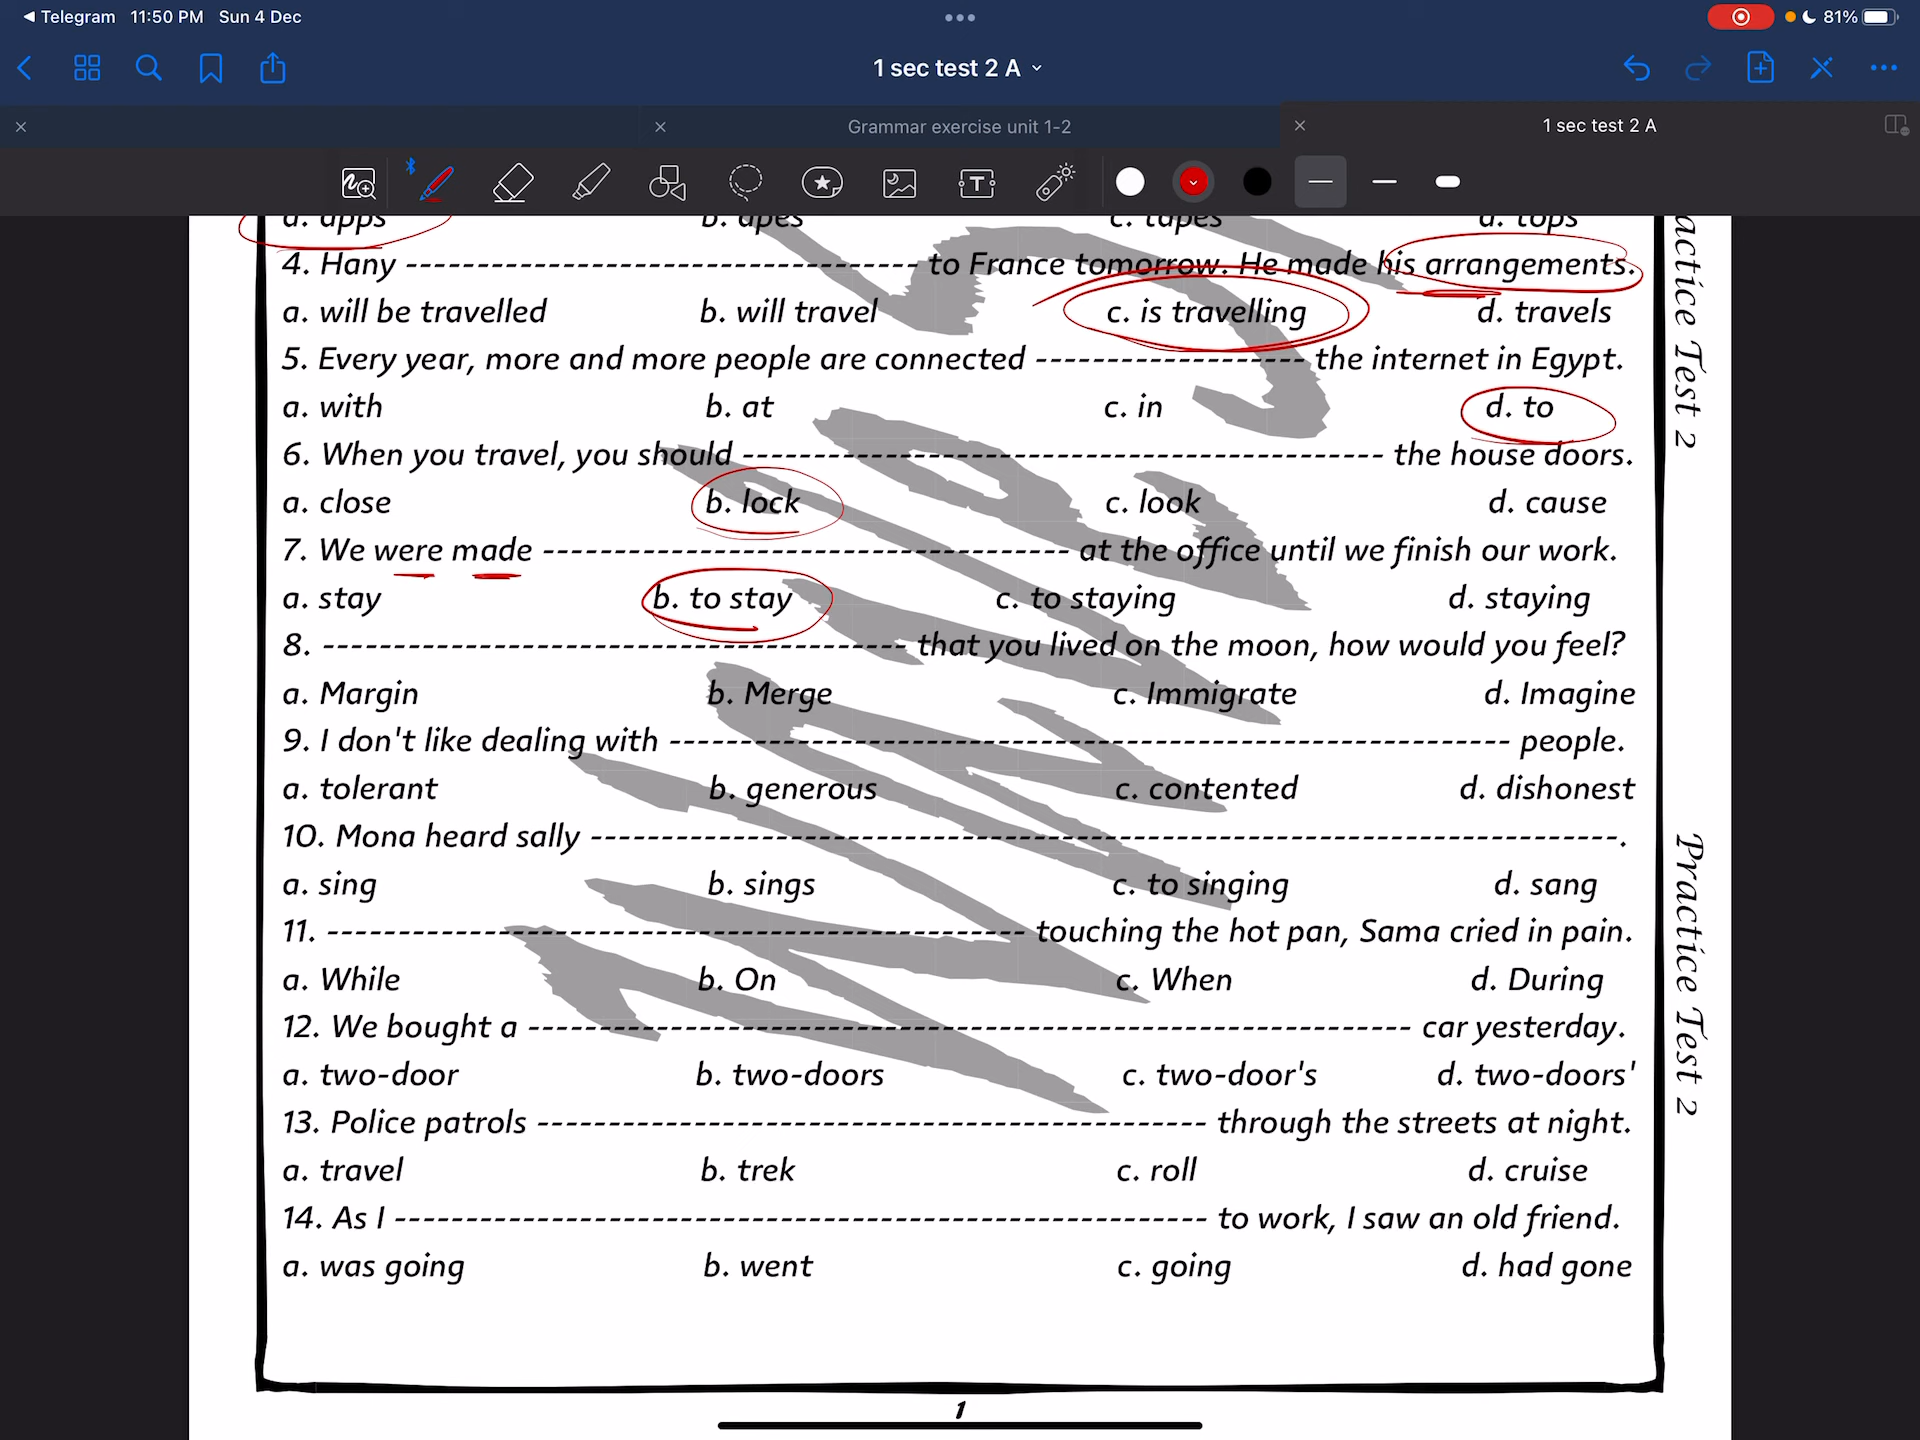 ◀ Telegram 11:50 PM Sun 4 Dec 81%
1 sec test 2 A
Grammar exercise unit 1-2
1 sec test 2 A
a. apps b. apes c. tapes d. tops
4. Hany ------------------------------------ to France tomorrow. He made his arrangements.
a. will be travelled b. will travel c. is travelling d. travels
5. Every year, more and more people are connected ------------------- the internet in Egypt.
a. with b. at c. in d. to
6. When you travel, you should --------------------------------------------- the house doors.
a. close b. lock c. look d. cause
7. We were made ------------------------------------- at the office until we finish our work.
a. stay b. to stay c. to staying d. staying
8. ----------------------------------------- that you lived on the moon, how would you feel?
a. Margin b. Merge c. Immigrate d. Imagine
9. I don't like dealing with ----------------------------------------------------------- people.
a. tolerant b. generous c. contented d. dishonest
10. Mona heard sally ------------------------------------------------------------------------.
a. sing b. sings c. to singing d. sang
11. ------------------------------------------------- touching the hot pan, Sama cried in pain.
a. While b. On c. When d. During
12. We bought a -------------------------------------------------------------- car yesterday.
a. two-door b. two-doors c. two-door's d. two-doors'
13. Police patrols ----------------------------------------------- through the streets at night.
a. travel b. trek c. roll d. cruise
14. As I --------------------------------------------------------- to work, I saw an old friend.
a. was going b. went c. going d. had gone
1
actice Test 2
Practice Test 2